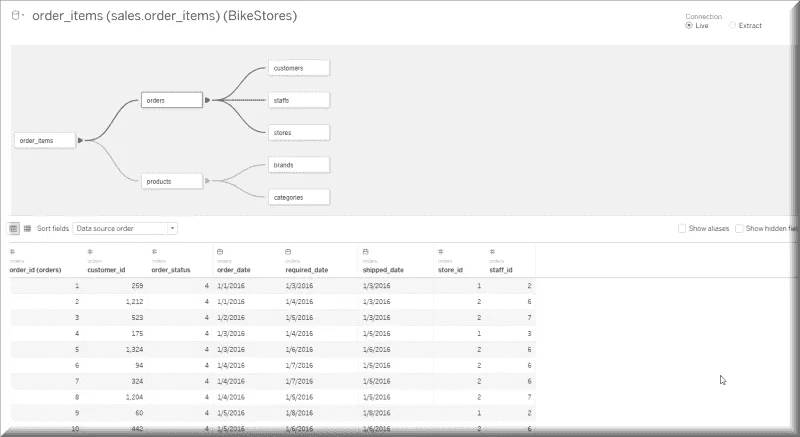 order_items (sales.order_items) (BikeStores)
Connection
Live Extract
customers
orders
staffs
stores
order_items
products
brands
categories
Sort fields Data source order Show aliases Show hidden
orders orders orders orders orders orders orders orders
order_id (orders) customer_id order_status order_date required_date shipped_date store_id staff_id
1 259 4 1/1/2016 1/3/2016 1/3/2016 1 2
2 1,212 4 1/1/2016 1/4/2016 1/3/2016 2 6
3 523 4 1/2/2016 1/5/2016 1/3/2016 2 7
4 175 4 1/3/2016 1/4/2016 1/5/2016 1 3
5 1,324 4 1/3/2016 1/6/2016 1/6/2016 2 6
6 94 4 1/4/2016 1/7/2016 1/5/2016 2 6
7 324 4 1/4/2016 1/7/2016 1/5/2016 2 6
8 1,204 4 1/4/2016 1/5/2016 1/5/2016 2 7
9 60 4 1/5/2016 1/8/2016 1/8/2016 1 2
10 442 4 1/5/2016 1/6/2016 1/6/2016 2 6